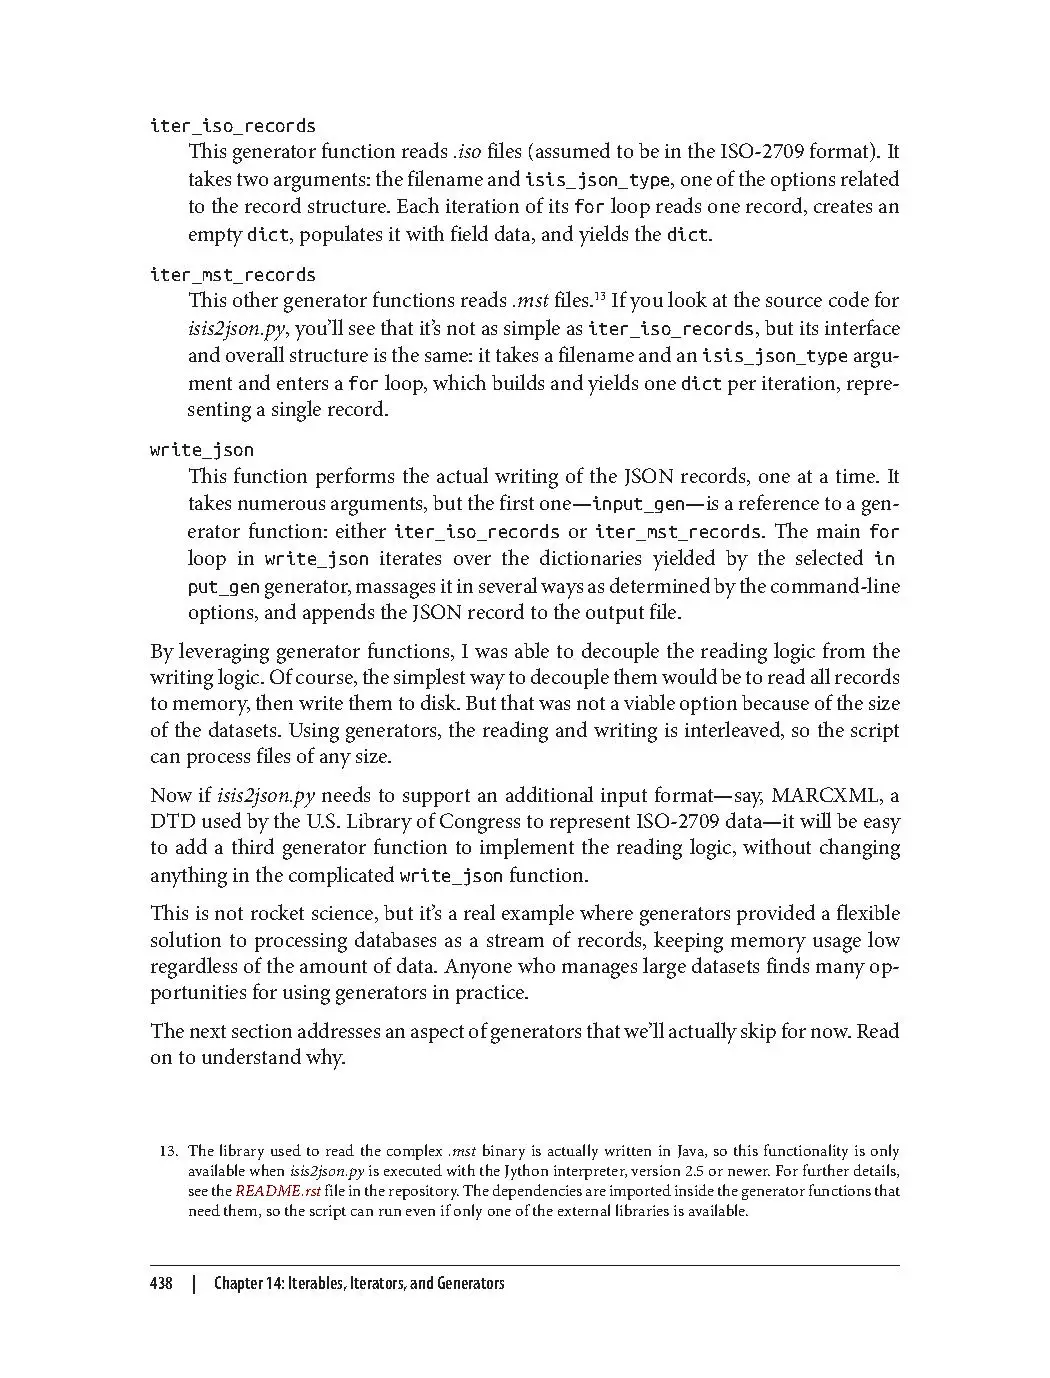 iter_iso_records
This generator function reads .iso files (assumed to be in the ISO-2709 format). It
takes two arguments: the filename and isis_json_type, one of the options related
to the record structure. Each iteration of its for loop reads one record, creates an
empty dict, populates it with field data, and yields the dict.
iter_mst_records
This other generator functions reads .mst files.13 If you look at the source code for
isis2json.py, you’ll see that it’s not as simple as iter_iso_records, but its interface
and overall structure is the same: it takes a filename and an isis_json_type argu-
ment and enters a for loop, which builds and yields one dict per iteration, repre-
senting a single record.
write_json
This function performs the actual writing of the JSON records, one at a time. It
takes numerous arguments, but the first one—input_gen—is a reference to a gen-
erator function: either iter_iso_records or iter_mst_records. The main for
loop in write_json iterates over the dictionaries yielded by the selected in
put_gen generator, massages it in several ways as determined by the command-line
options, and appends the JSON record to the output file.
By leveraging generator functions, I was able to decouple the reading logic from the
writing logic. Of course, the simplest way to decouple them would be to read all records
to memory, then write them to disk. But that was not a viable option because of the size
of the datasets. Using generators, the reading and writing is interleaved, so the script
can process files of any size.
Now if isis2json.py needs to support an additional input format—say, MARCXML, a
DTD used by the U.S. Library of Congress to represent ISO-2709 data—it will be easy
to add a third generator function to implement the reading logic, without changing
anything in the complicated write_json function.
This is not rocket science, but it’s a real example where generators provided a flexible
solution to processing databases as a stream of records, keeping memory usage low
regardless of the amount of data. Anyone who manages large datasets finds many op-
portunities for using generators in practice.
The next section addresses an aspect of generators that we’ll actually skip for now. Read
on to understand why.
13. The library used to read the complex .mst binary is actually written in Java, so this functionality is only
available when isis2json.py is executed with the Jython interpreter, version 2.5 or newer. For further details,
see the README.rst file in the repository. The dependencies are imported inside the generator functions that
need them, so the script can run even if only one of the external libraries is available.
438 | Chapter 14: Iterables, Iterators, and Generators